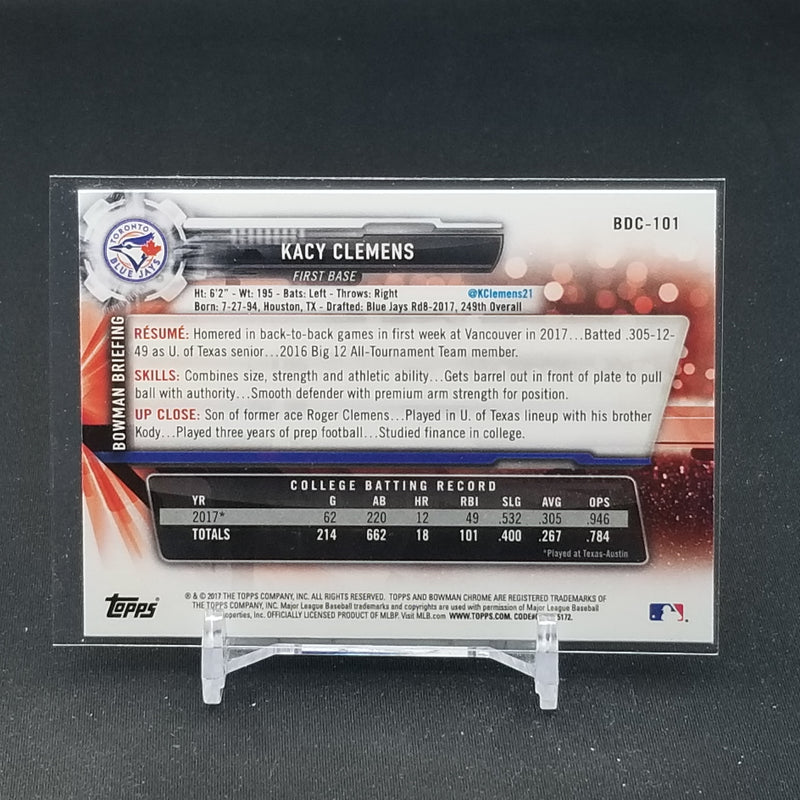 BDC-101
TORONTO
BLUE JAYS
KACY CLEMENS
FIRST BASE
Ht: 6'2" - Wt: 195 - Bats: Left - Throws: Right @KClemens21
Born: 7-27-94, Houston, TX - Drafted: Blue Jays Rd8-2017, 249th Overall
BOWMAN BRIEFING
RÉSUMÉ: Homered in back-to-back games in first week at Vancouver in 2017...Batted .305-12-
49 as U. of Texas senior...2016 Big 12 All-Tournament Team member.
SKILLS: Combines size, strength and athletic ability...Gets barrel out in front of plate to pull
ball with authority...Smooth defender with premium arm strength for position.
UP CLOSE: Son of former ace Roger Clemens...Played in U. of Texas lineup with his brother
Kody...Played three years of prep football...Studied finance in college.
COLLEGE BATTING RECORD
YR G AB HR RBI SLG AVG OPS
2017* 62 220 12 49 .532 .305 .946
TOTALS 214 662 18 101 .400 .267 .784
*Played at Texas-Austin
TOPPS
® & © 2017 THE TOPPS COMPANY, INC. ALL RIGHTS RESERVED. TOPPS AND BOWMAN CHROME ARE REGISTERED TRADEMARKS OF
THE TOPPS COMPANY, INC. Major League Baseball trademarks and copyrights are used with permission of Major League Baseball
operties, Inc. OFFICIALLY LICENSED PRODUCT OF MLBP. Visit MLB.com WWW.TOPPS.COM. CODE# 5172.